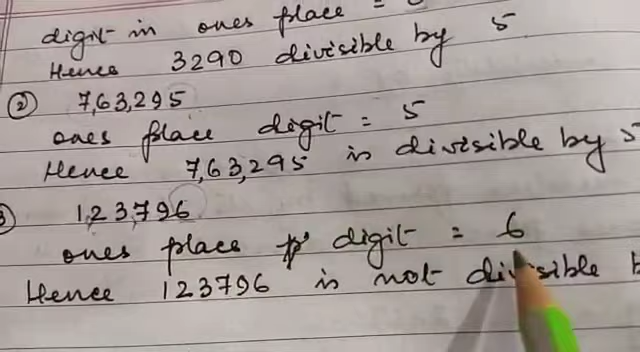 digit in ones place =
Hence 3290 divisible by 5
② 7,63,295
ones place digit = 5
Hence 7,63,295 is divisible by 5
1,23,796
ones place digit = 6
Hence 123796 is not divisible b